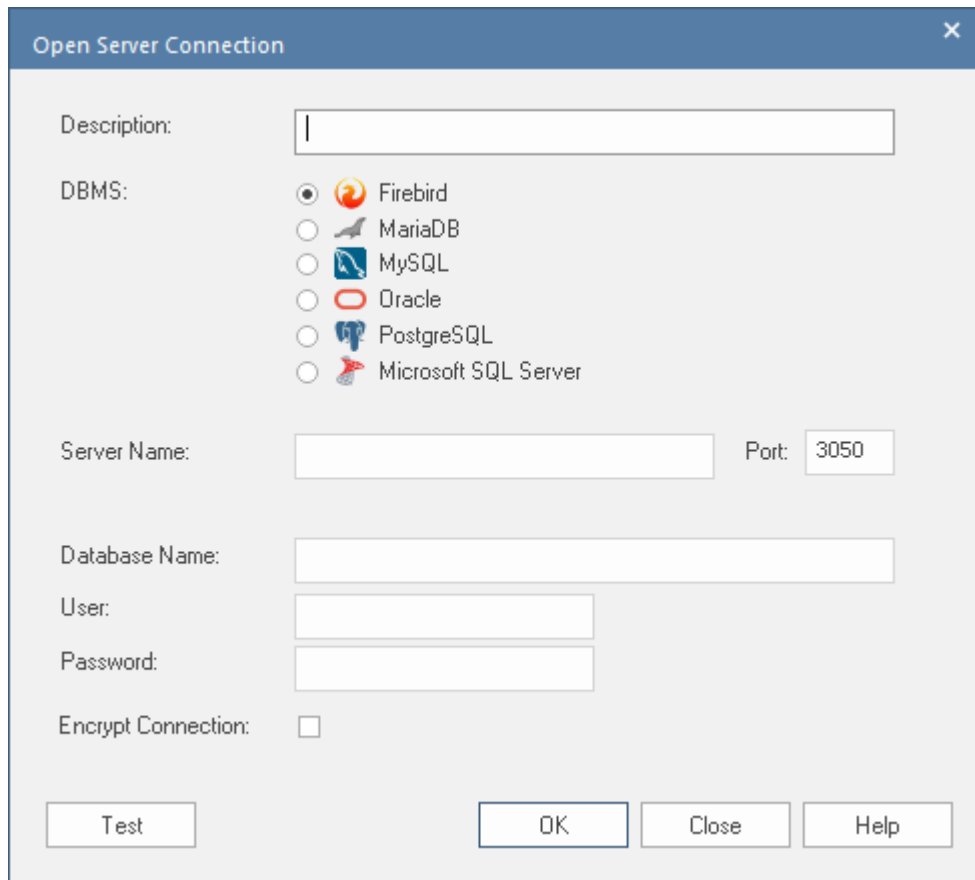 Open Server Connection
Description:
DBMS:
Firebird
MariaDB
MySQL
Oracle
PostgreSQL
Microsoft SQL Server
Server Name:
Port: 3050
Database Name:
User:
Password:
Encrypt Connection:
Test OK Close Help